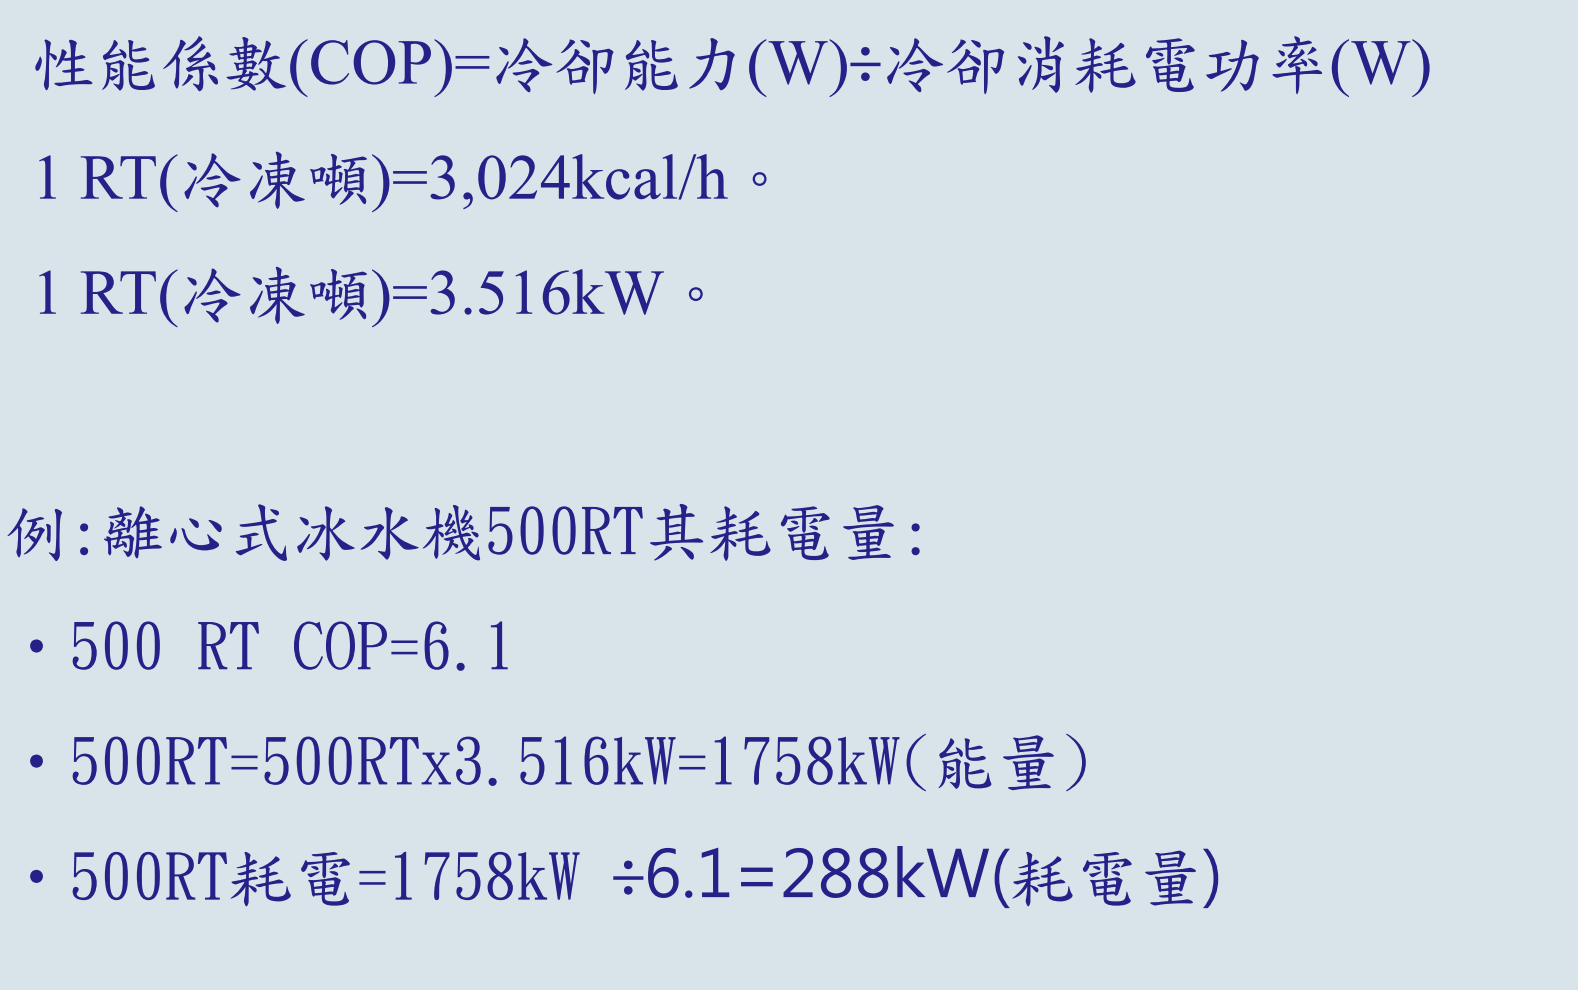 性能係數(COP)=冷卻能力(W)÷冷卻消耗電功率(W)
1 RT(冷凍噸)=3,024kcal/h。
1 RT(冷凍噸)=3.516kW。
例:離心式冰水機500RT其耗電量:
•500 RT COP=6.1
•500RT=500RTx3.516kW=1758kW(能量)
•500RT耗電=1758kW ÷6.1=288kW(耗電量)